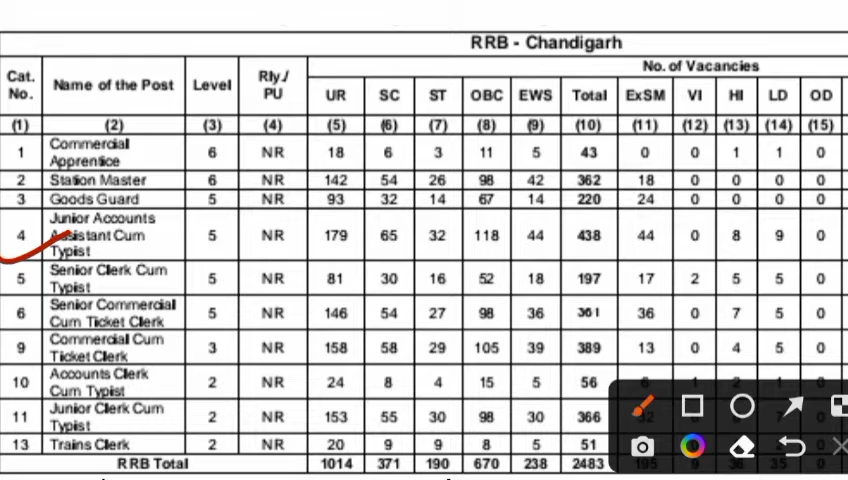 RRB - Chandigarh
Cat. No. Name of the Post Level Rly./ PU No. of Vacancies
UR SC ST OBC EWS Total ExSM VI HI LD OD
(1) (2) (3) (4) (5) (6) (7) (8) (9) (10) (11) (12) (13) (14) (15)
1 Commercial Apprentice 6 NR 18 6 3 11 5 43 0 0 1 1 0
2 Station Master 6 NR 142 54 26 98 42 362 18 0 0 0 0
3 Goods Guard 5 NR 93 32 14 67 14 220 24 0 0 0 0
4 Junior Accounts Assistant Cum Typist 5 NR 179 65 32 118 44 438 44 0 8 9 0
5 Senior Clerk Cum Typist 5 NR 81 30 16 52 18 197 17 2 5 5 0
6 Senior Commercial Cum Ticket Clerk 5 NR 146 54 27 98 36 361 36 0 7 5 0
9 Commercial Cum Ticket Clerk 3 NR 158 58 29 105 39 389 13 0 4 5 0
10 Accounts Clerk Cum Typist 2 NR 24 8 4 15 5 56
11 Junior Clerk Cum Typist 2 NR 153 55 30 98 30 366
13 Trains Clerk 2 NR 20 9 9 8 5 51
RRB Total 1014 371 190 670 238 2483